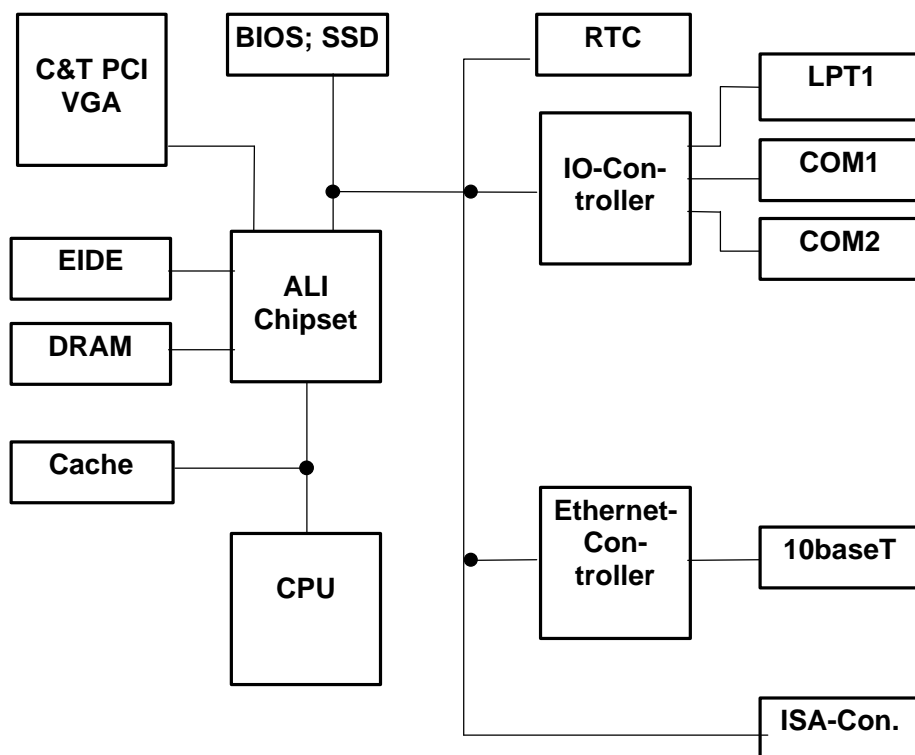 C&T PCI
VGA
BIOS; SSD
RTC
LPT1
IO-Con-
troller
COM1
COM2
EIDE
ALI
Chipset
DRAM
Cache
CPU
Ethernet-
Con-
troller
10baseT
ISA-Con.